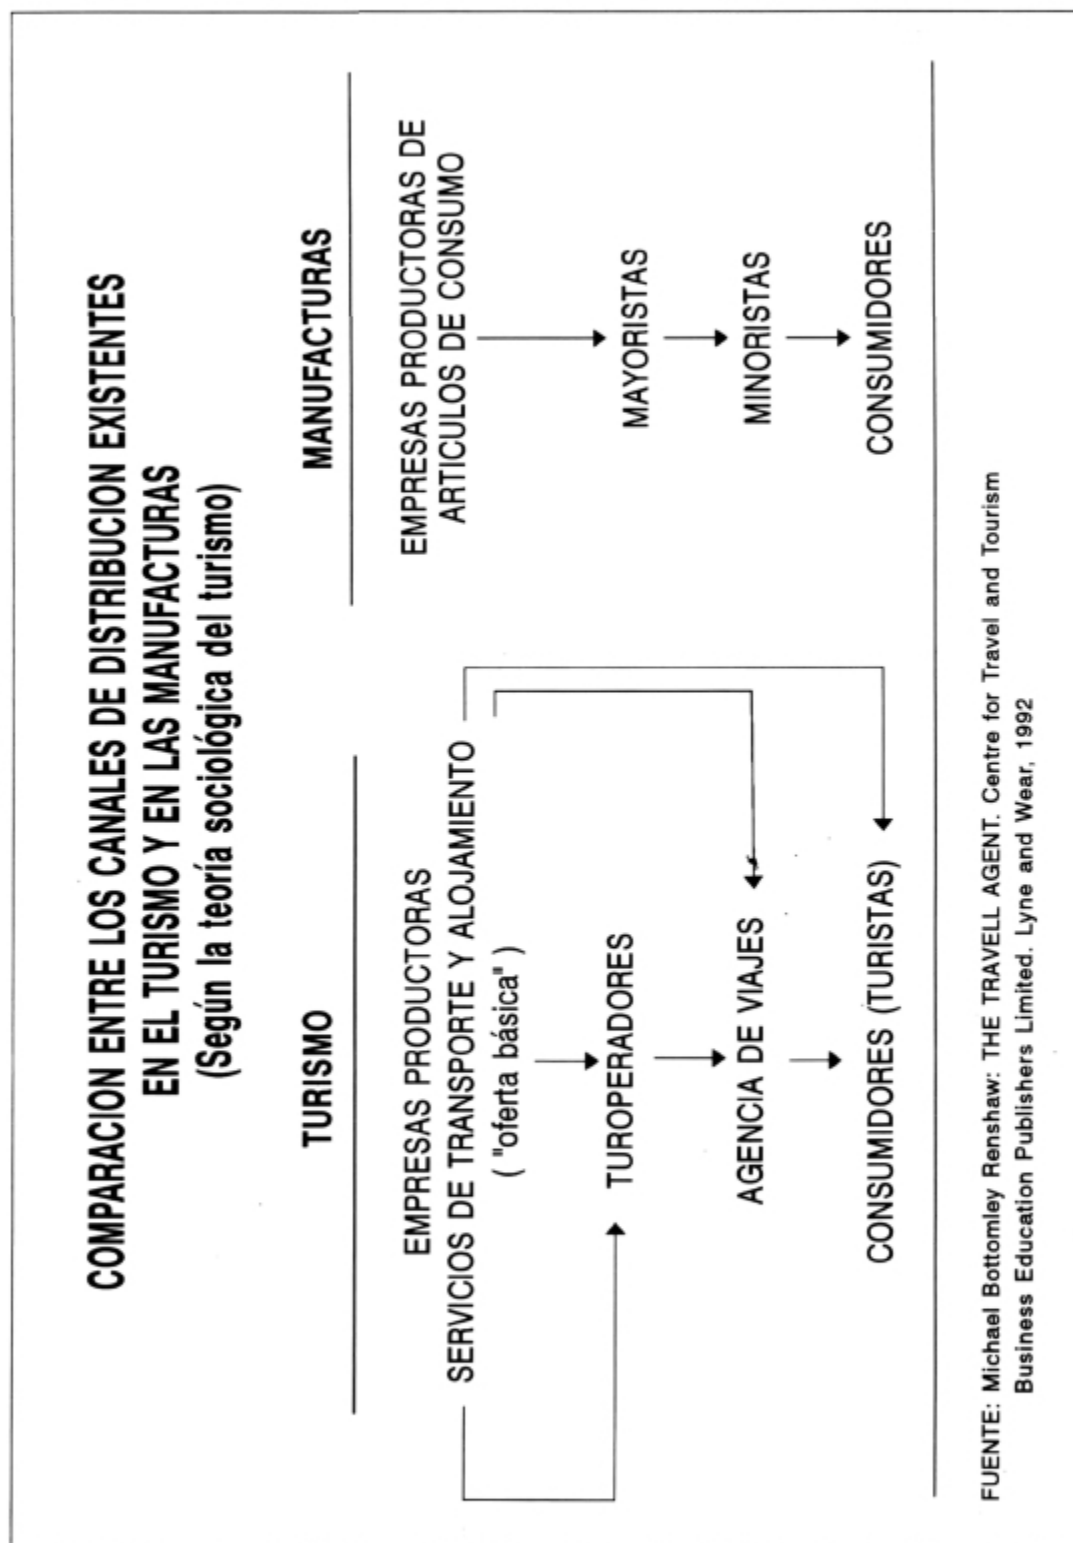 COMPARACION ENTRE LOS CANALES DE DISTRIBUCION EXISTENTES
EN EL TURISMO Y EN LAS MANUFACTURAS
(Según la teoría sociológica del turismo)
TURISMO
EMPRESAS PRODUCTORAS
SERVICIOS DE TRANSPORTE Y ALOJAMIENTO
( "oferta básica" )
TUROPERADORES
AGENCIA DE VIAJES
CONSUMIDORES (TURISTAS)
MANUFACTURAS
EMPRESAS PRODUCTORAS DE
ARTICULOS DE CONSUMO
MAYORISTAS
MINORISTAS
CONSUMIDORES
FUENTE: Michael Bottomley Renshaw: THE TRAVELL AGENT. Centre for Travel and Tourism
Business Education Publishers Limited. Lyne and Wear, 1992